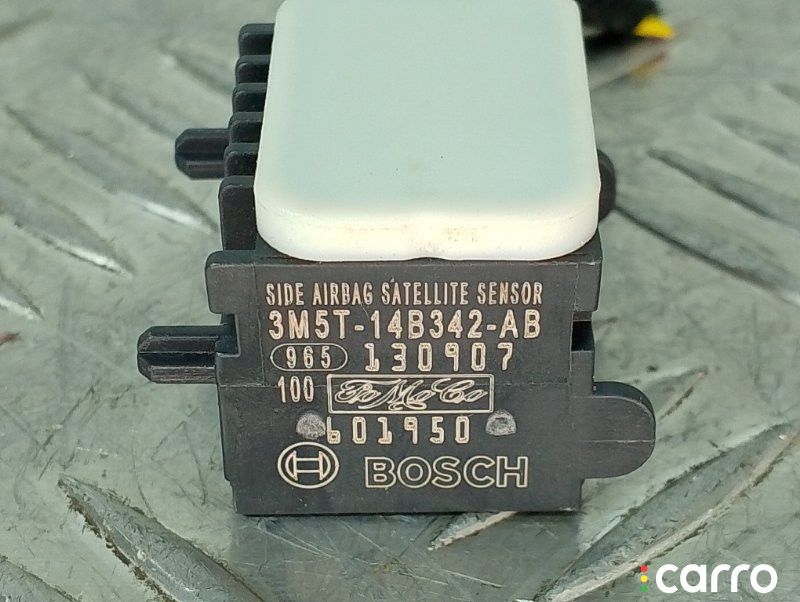 SIDE AIRBAG SATELLITE SENSOR
3M5T-14B342-AB
965 130907
100 FoMoCo
601950
BOSCH
carro